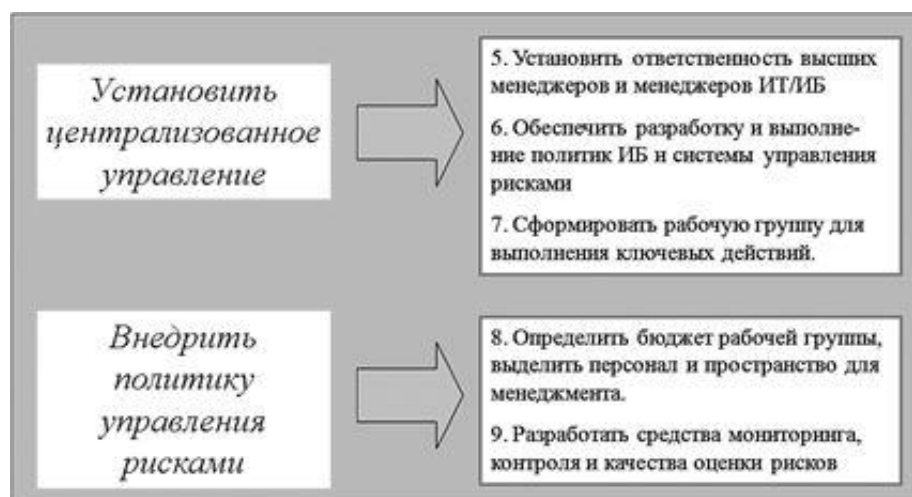 Установить
централизованное
управление
5. Установить ответственность высших
менеджеров и менеджеров ИТ/ИБ
6. Обеспечить разработку и выполне-
ние политик ИБ и системы управления
рисками
7. Сформировать рабочую группу для
выполнения ключевых действий.
Внедрить
политику
управления
рисками
8. Определить бюджет рабочей группы,
выделить персонал и пространство для
менеджмента.
9. Разработать средства мониторинга,
контроля и качества оценки рисков